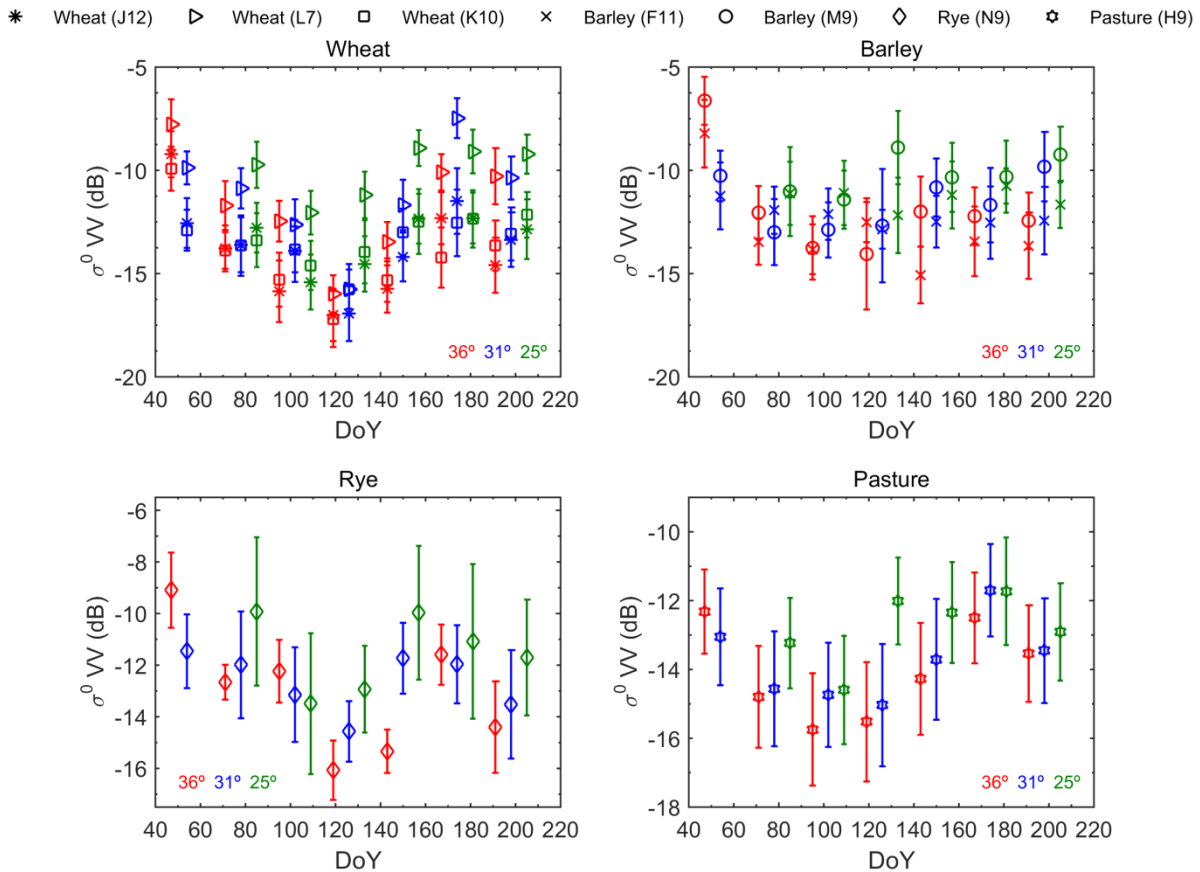 Wheat (J12) Wheat (L7) Wheat (K10) Barley (F11) Barley (M9) Rye (N9) Pasture (H9)
Wheat
Barley
-5
-10
-15
-20
σ⁰ VV (dB)
36º 31º 25º
40 60 80 100 120 140 160 180 200 220
DoY
-5
-10
-15
-20
σ⁰ VV (dB)
36º 31º 25º
40 60 80 100 120 140 160 180 200 220
DoY
Rye
Pasture
-6
-8
-10
-12
-14
-16
σ⁰ VV (dB)
36º 31º 25º
40 60 80 100 120 140 160 180 200 220
DoY
-10
-12
-14
-16
-18
σ⁰ VV (dB)
36º 31º 25º
40 60 80 100 120 140 160 180 200 220
DoY